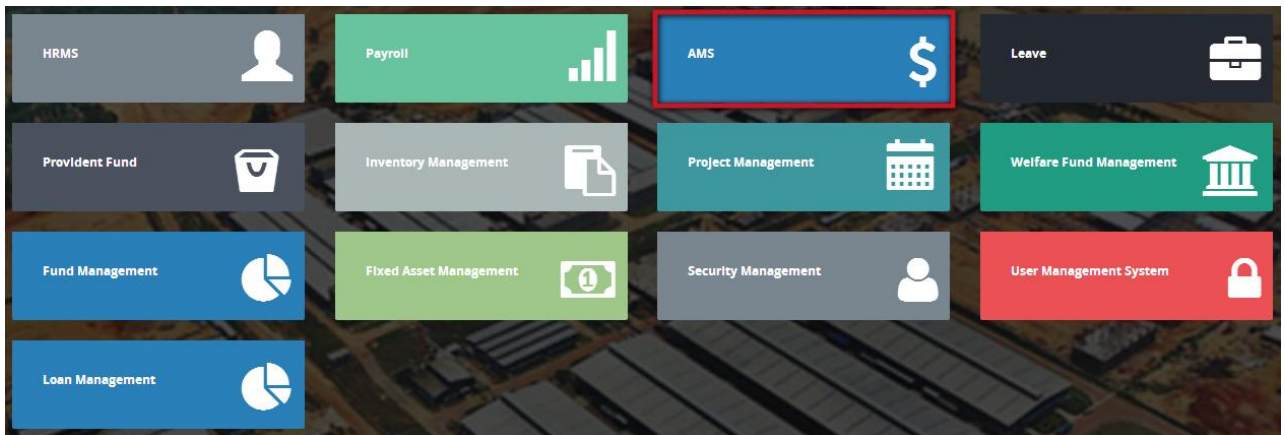 HRMS
Payroll
AMS
Leave
Provident Fund
Inventory Management
Project Management
Welfare Fund Management
Fund Management
Fixed Asset Management
1
Security Management
User Management System
Loan Management